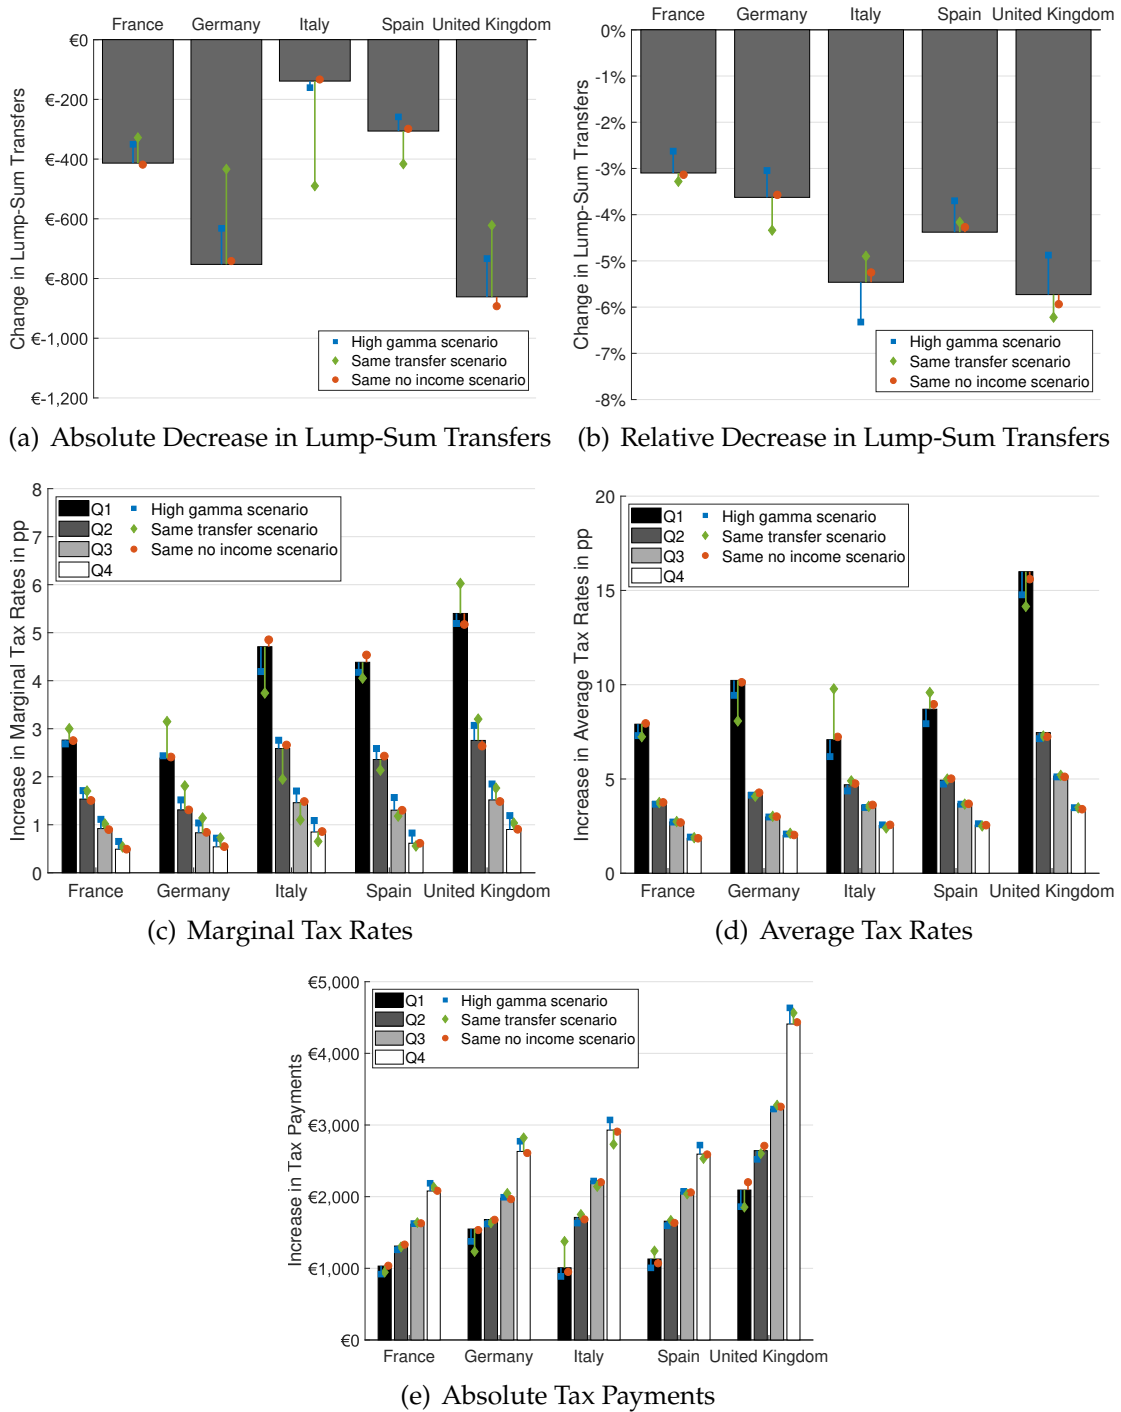 France Germany Italy Spain United Kingdom
€0
€-200
€-400
€-600
€-800
€-1,000
€-1,200
Change in Lump-Sum Transfers
High gamma scenario
Same transfer scenario
Same no income scenario
(a) Absolute Decrease in Lump-Sum Transfers
France Germany Italy Spain United Kingdom
0%
-1%
-2%
-3%
-4%
-5%
-6%
-7%
-8%
Change in Lump-Sum Transfers
High gamma scenario
Same transfer scenario
Same no income scenario
(b) Relative Decrease in Lump-Sum Transfers
8
7
6
5
4
3
2
1
0
Increase in Marginal Tax Rates in pp
Q1 High gamma scenario
Q2 Same transfer scenario
Q3 Same no income scenario
Q4
France Germany Italy Spain United Kingdom
(c) Marginal Tax Rates
20
15
10
5
0
Increase in Average Tax Rates in pp
Q1 High gamma scenario
Q2 Same transfer scenario
Q3 Same no income scenario
Q4
France Germany Italy Spain United Kingdom
(d) Average Tax Rates
€5,000
€4,000
€3,000
€2,000
€1,000
€0
Increase in Tax Payments
Q1 High gamma scenario
Q2 Same transfer scenario
Q3 Same no income scenario
Q4
France Germany Italy Spain United Kingdom
(e) Absolute Tax Payments